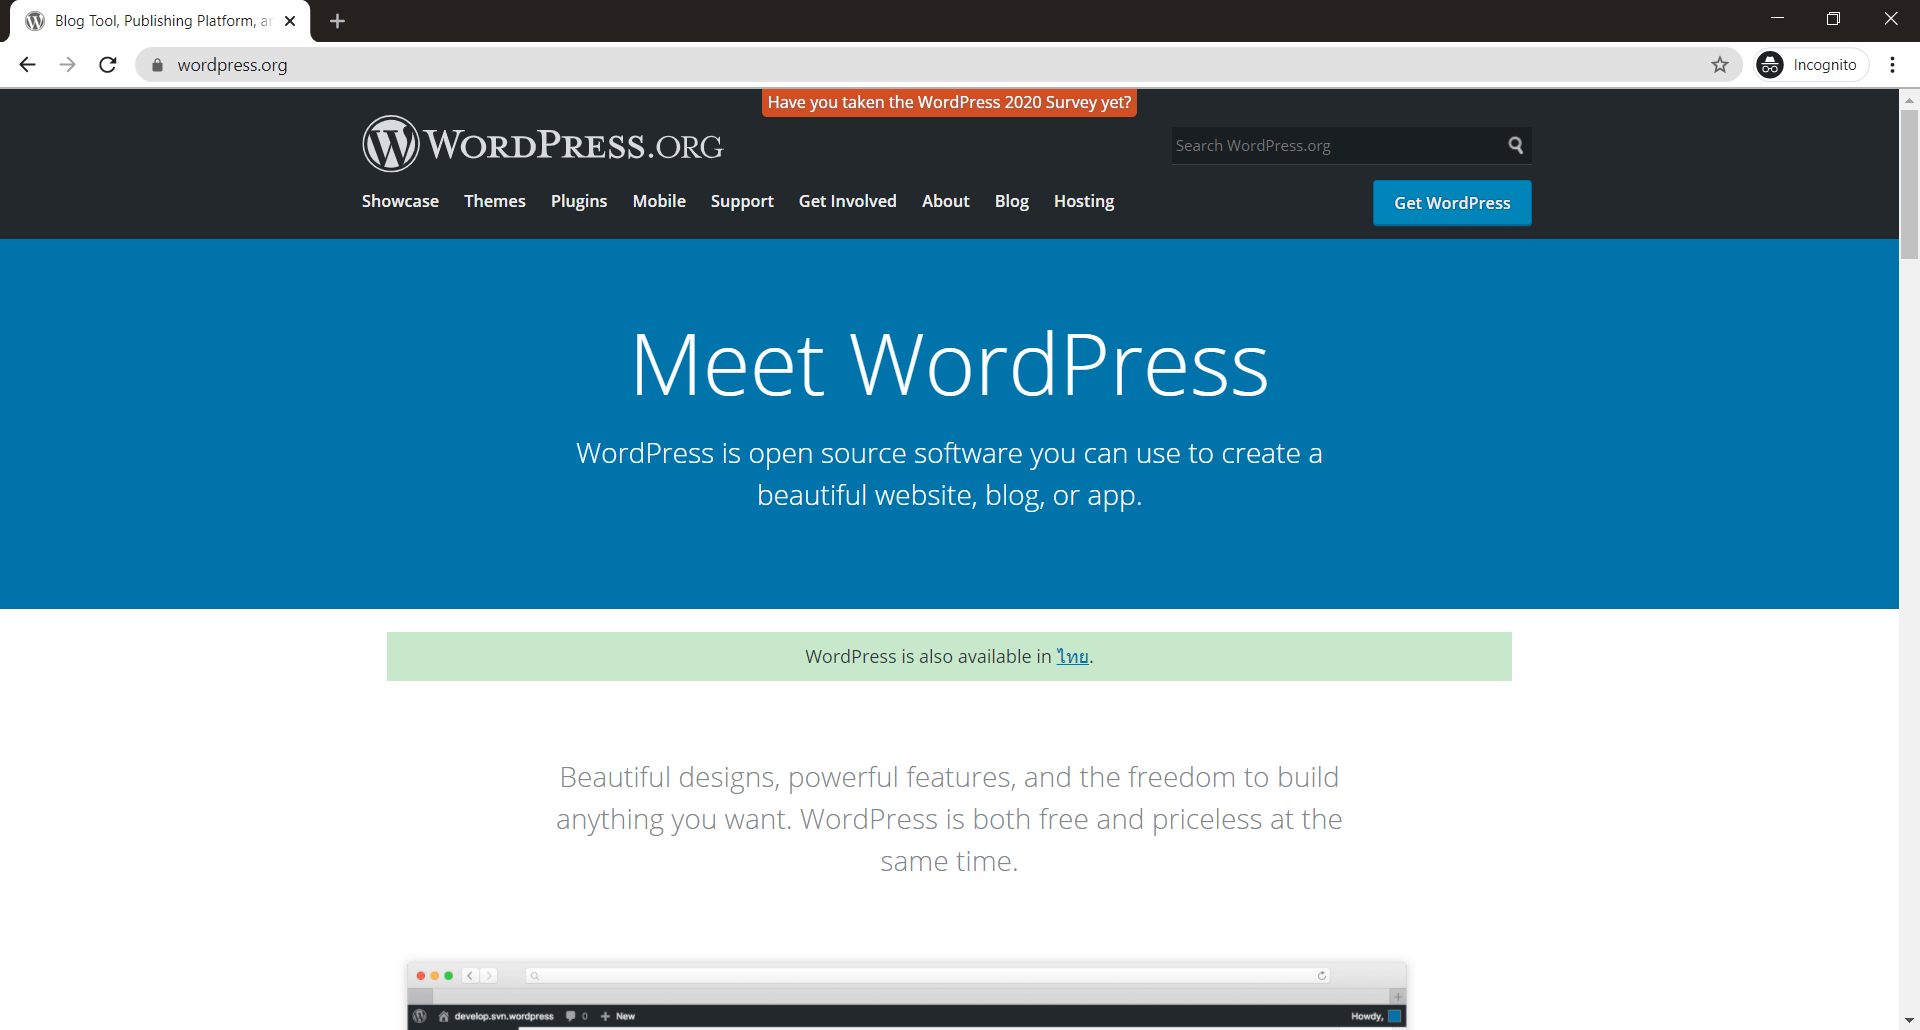 Blog Tool, Publishing Platform, ar
wordpress.org
Incognito
Have you taken the WordPress 2020 Survey yet?
WORDPRESS.ORG
Search WordPress.org
Showcase Themes Plugins Mobile Support Get Involved About Blog Hosting
Get WordPress
Meet WordPress
WordPress is open source software you can use to create a
beautiful website, blog, or app.
WordPress is also available in ไทย.
Beautiful designs, powerful features, and the freedom to build
anything you want. WordPress is both free and priceless at the
same time.
develop.svn.wordpress 0 + New Howdy,